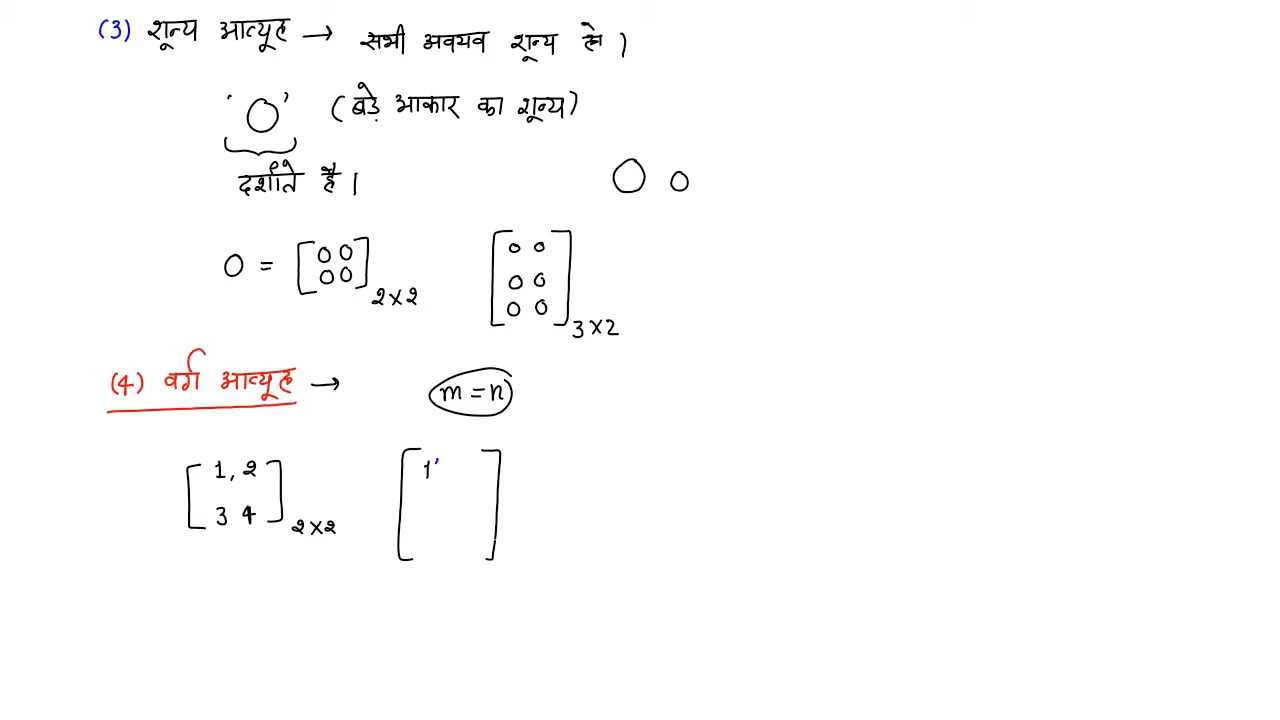 (3) शून्य आव्यूह → सभी अवयव शून्य हो ।
'O' (बड़े आकार का शून्य)
दर्शाते है ।
O o
0 = [0 0
0 0] 2×2
[0 0
0 0
0 0] 3×2
(4) वर्ग आव्यूह → m = n
[1, 2
3 4] 2×2
[1' ]